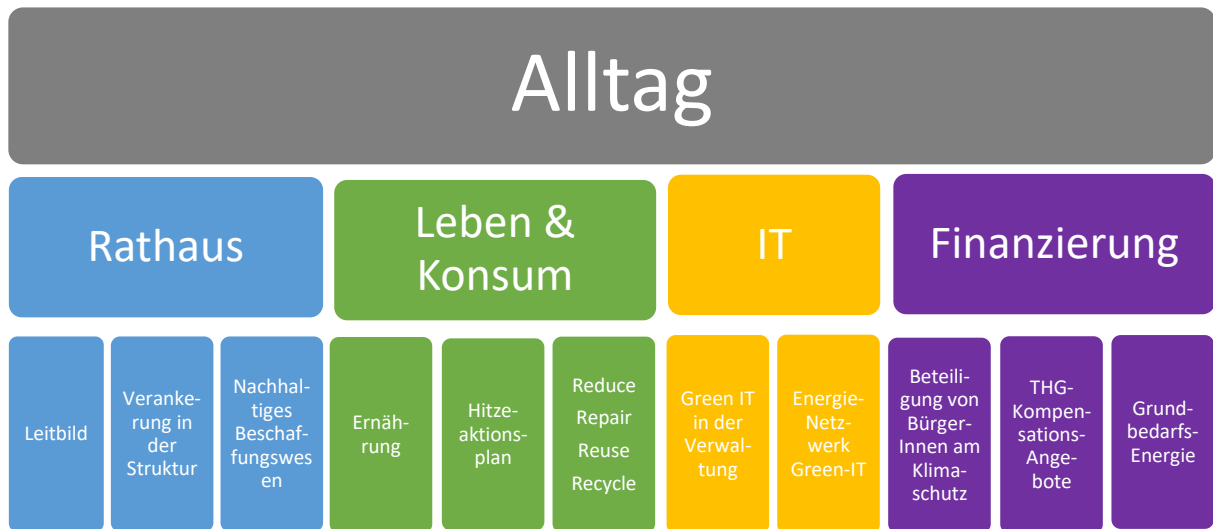 Alltag
Rathaus
Leben &
Konsum
IT
Finanzierung
Leitbild
Veranke-
rung in
der
Struktur
Nachhal-
tiges
Beschaf-
fungswes
en
Ernäh-
rung
Hitze-
aktions-
plan
Reduce
Repair
Reuse
Recycle
Green IT
in der
Verwal-
tung
Energie-
Netz-
werk
Green-IT
Beteili-
gung von
Bürger-
Innen am
Klima-
schutz
THG-
Kompen-
sations-
Ange-
bote
Grund-
bedarfs-
Energie